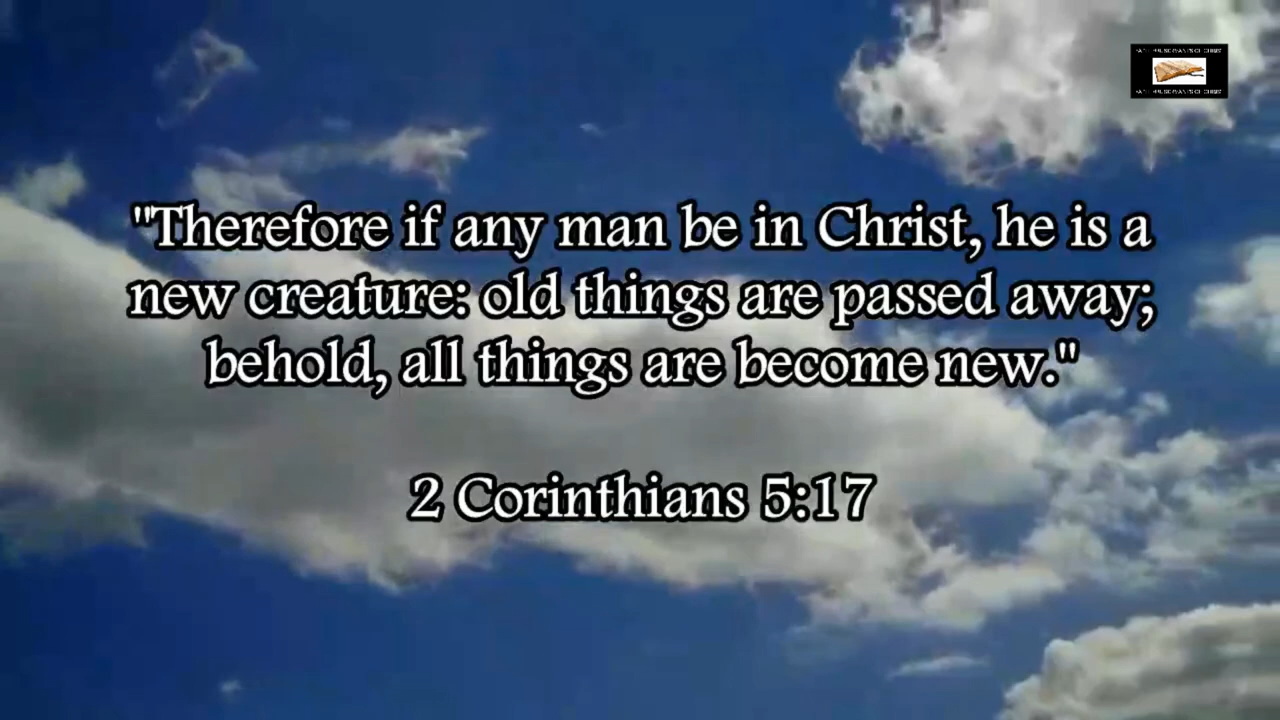 "Therefore if any man be in Christ, he is a
new creature: old things are passed away;
behold, all things are become new."
2 Corinthians 5:17